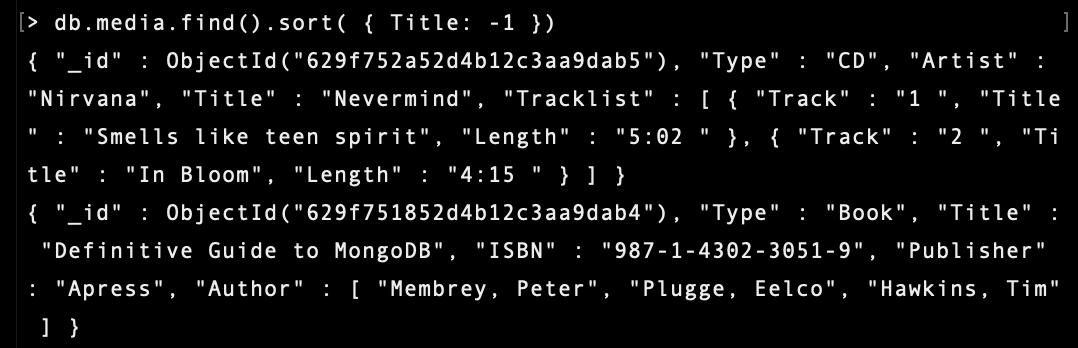 [> db.media.find().sort( { Title: -1 })                                      ]
{ "_id" : ObjectId("629f752a52d4b12c3aa9dab5"), "Type" : "CD", "Artist" :
"Nirvana", "Title" : "Nevermind", "Tracklist" : [ { "Track" : "1 ", "Title
" : "Smells like teen spirit", "Length" : "5:02 " }, { "Track" : "2 ", "Ti
tle" : "In Bloom", "Length" : "4:15 " } ] }
{ "_id" : ObjectId("629f751852d4b12c3aa9dab4"), "Type" : "Book", "Title" :
 "Definitive Guide to MongoDB", "ISBN" : "987-1-4302-3051-9", "Publisher"
: "Apress", "Author" : [ "Membrey, Peter", "Plugge, Eelco", "Hawkins, Tim"
 ] }